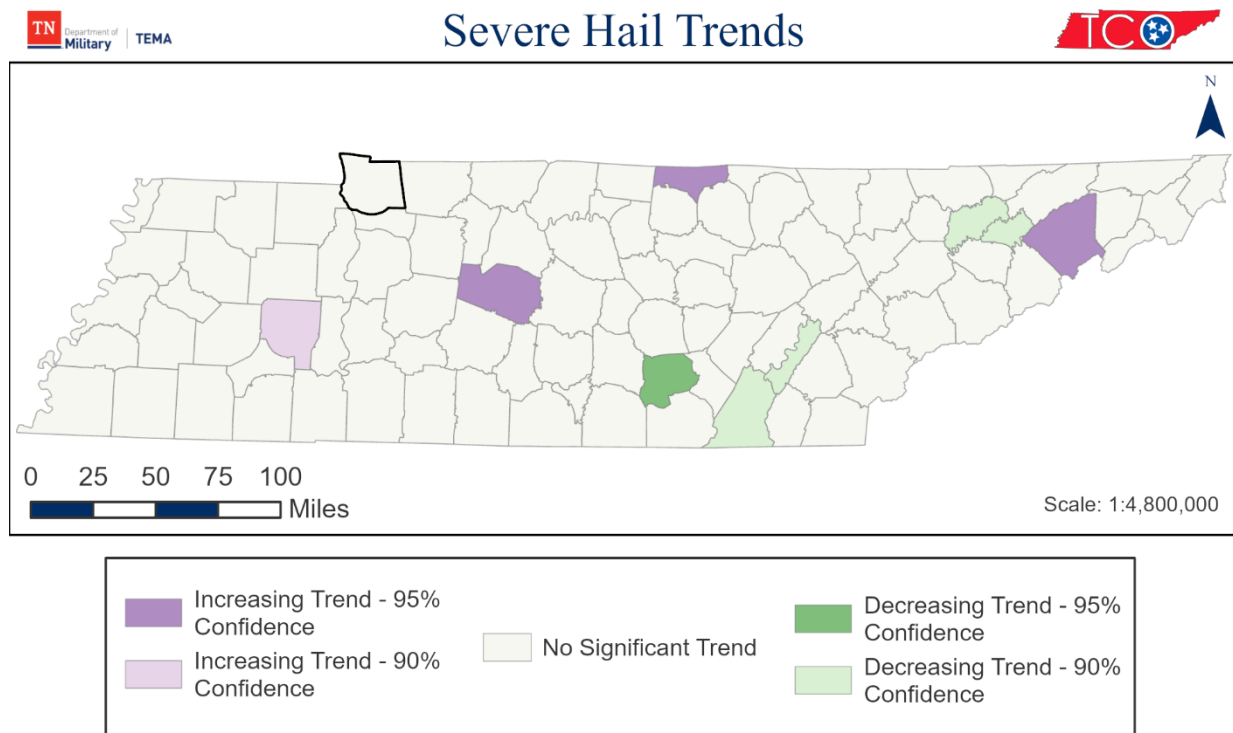 TN
Department of
Military
TEMA
Severe Hail Trends
TCO
N
0 25 50 75 100
Miles
Scale: 1:4,800,000
Increasing Trend - 95%
Confidence
Increasing Trend - 90%
Confidence
No Significant Trend
Decreasing Trend - 95%
Confidence
Decreasing Trend - 90%
Confidence